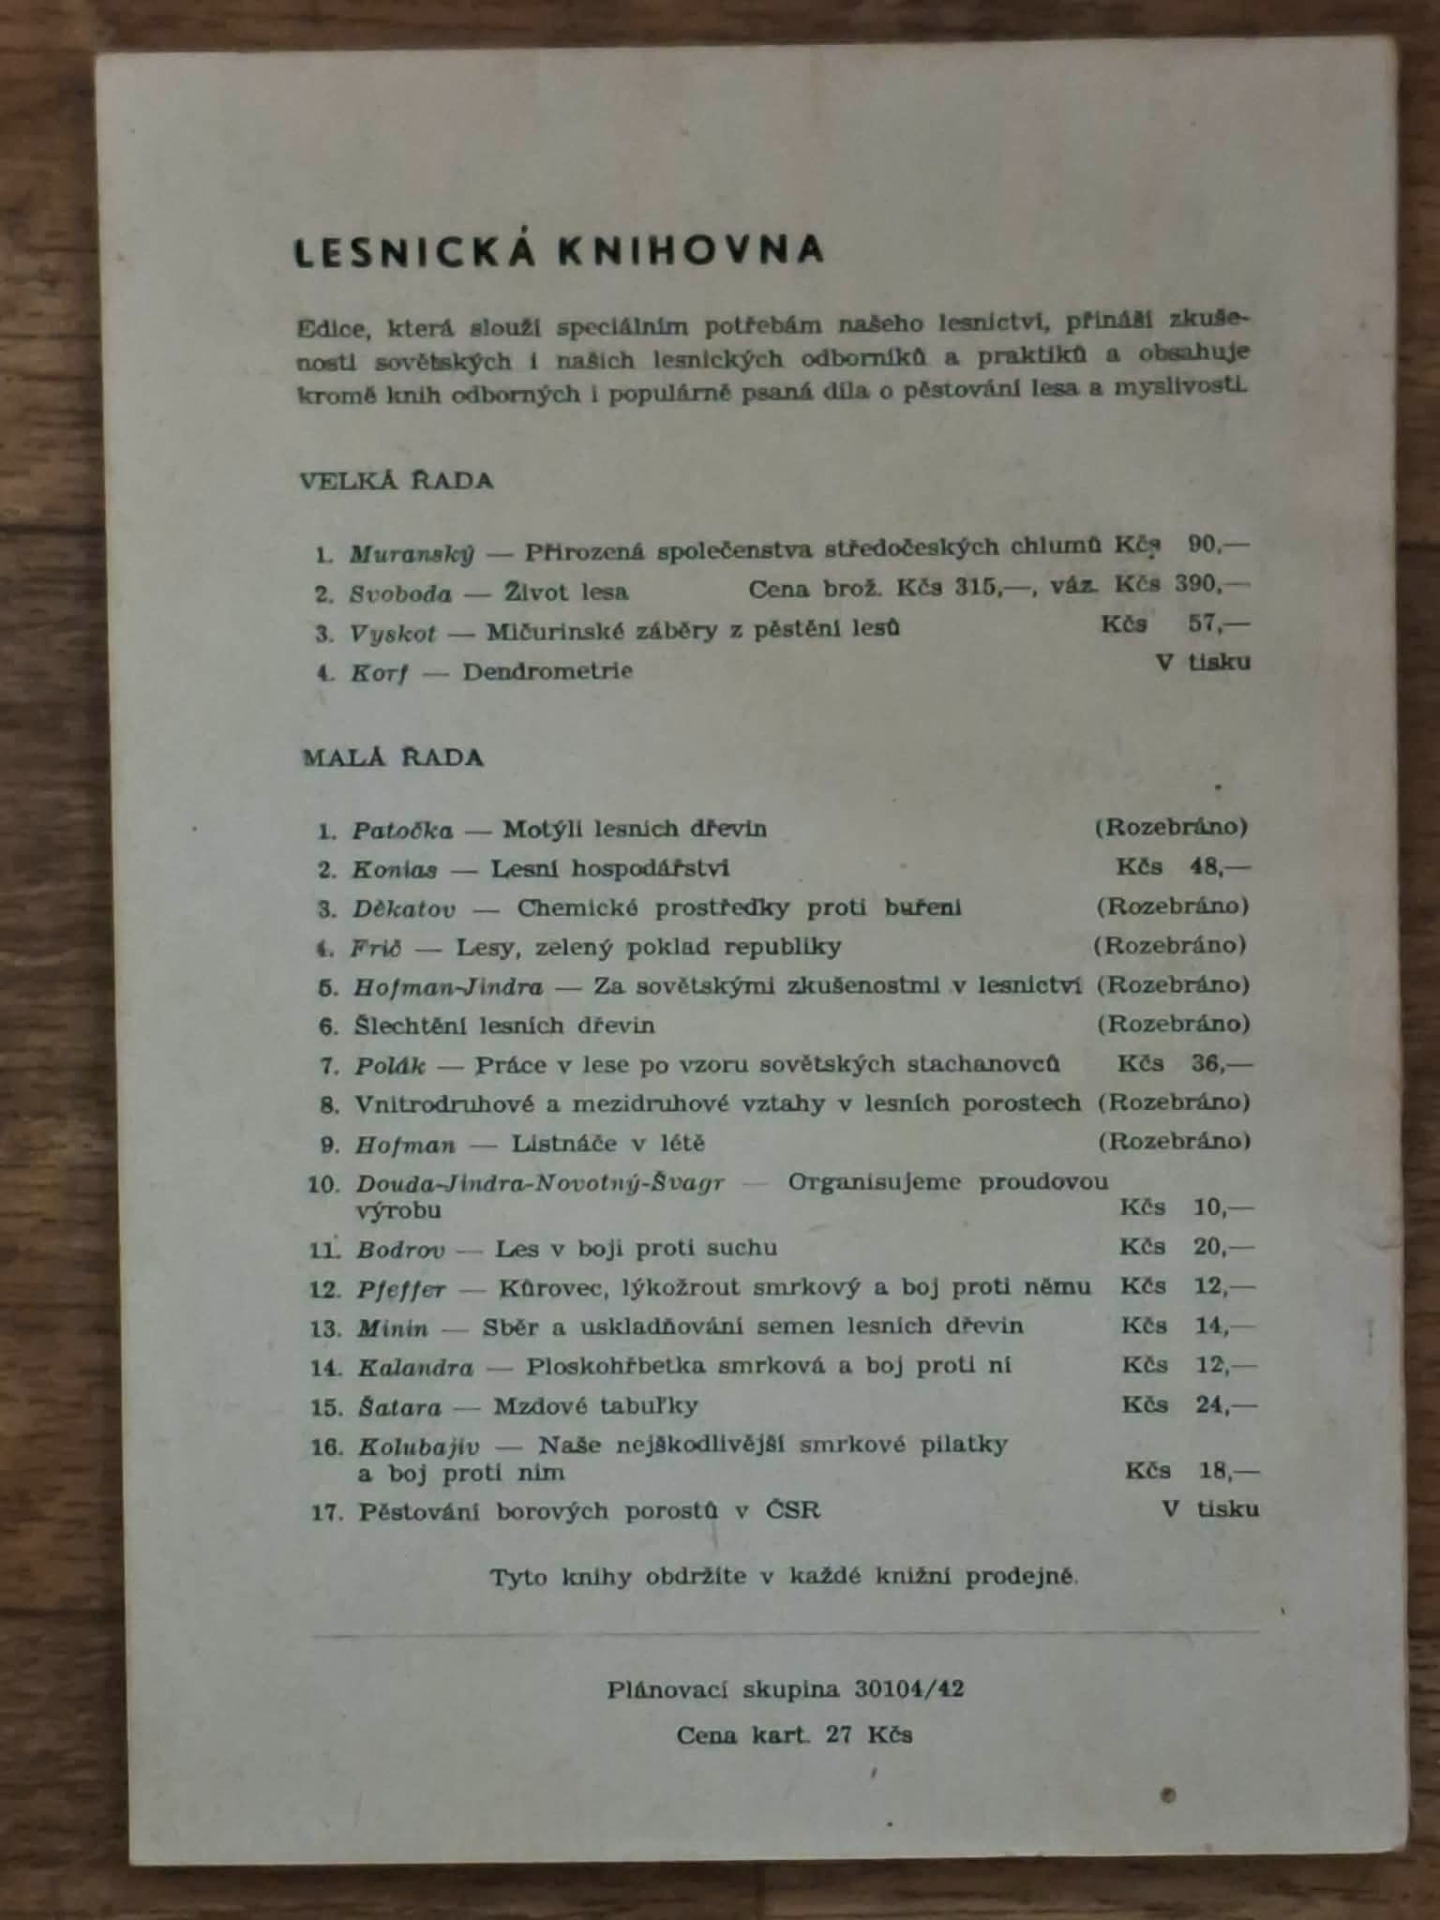 LESNICKÁ KNIHOVNA
Edice, která slouží speciálním potřebám našeho lesnictví, přináší zkuše-
nosti sovětských i našich lesnických odborníků a praktiků a obsahuje
kromě knih odborných i populárně psaná díla o pěstování lesa a myslivosti.
VELKÁ ŘADA
1. Muranský — Přirozená společenstva středočeských chlumů Kčs 90,—
2. Svoboda — Život lesa Cena brož. Kčs 315,—, váz. Kčs 390,—
3. Vyskot — Mičurinské záběry z pěstění lesů Kčs 57,—
4. Korf — Dendrometrie V tisku
MALÁ ŘADA
1. Patočka — Motýli lesních dřevin (Rozebráno)
2. Konias — Lesní hospodářství Kčs 48,—
3. Děkatov — Chemické prostředky proti buřeni (Rozebráno)
4. Frič — Lesy, zelený poklad republiky (Rozebráno)
5. Hofman-Jindra — Za sovětskými zkušenostmi v lesnictví (Rozebráno)
6. Šlechtění lesních dřevin (Rozebráno)
7. Polák — Práce v lese po vzoru sovětských stachanovců Kčs 36,—
8. Vnitrodruhové a mezidruhové vztahy v lesních porostech (Rozebráno)
9. Hofman — Listnáče v létě (Rozebráno)
10. Douda-Jindra-Novotný-Švagr — Organisujeme proudovou
výrobu Kčs 10,—
11. Bodrov — Les v boji proti suchu Kčs 20,—
12. Pfeffer — Kůrovec, lýkožrout smrkový a boj proti němu Kčs 12,—
13. Minin — Sběr a uskladňování semen lesních dřevin Kčs 14,—
14. Kalandra — Ploskohřbetka smrková a boj proti ní Kčs 12,—
15. Šatara — Mzdové tabuľky Kčs 24,—
16. Kolubajiv — Naše nejškodlivější smrkové pilatky
a boj proti nim Kčs 18,—
17. Pěstování borových porostů v ČSR V tisku
Tyto knihy obdržíte v každé knižní prodejně.
Plánovací skupina 30104/42
Cena kart. 27 Kčs